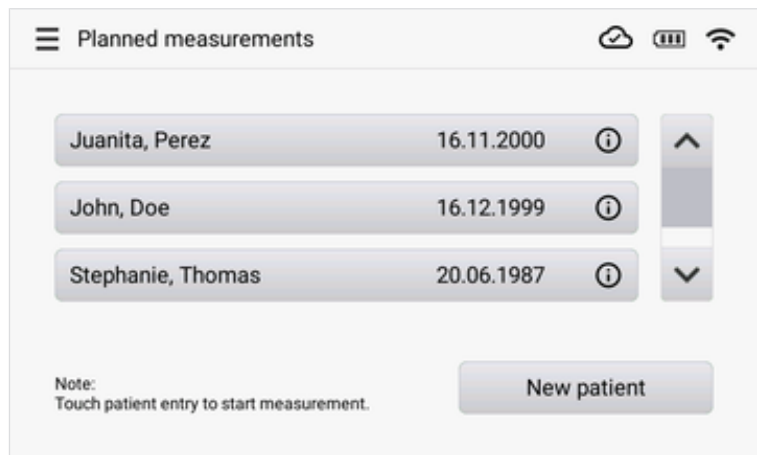 Planned measurements
Juanita, Perez 16.11.2000
John, Doe 16.12.1999
Stephanie, Thomas 20.06.1987
Note:
Touch patient entry to start measurement.
New patient